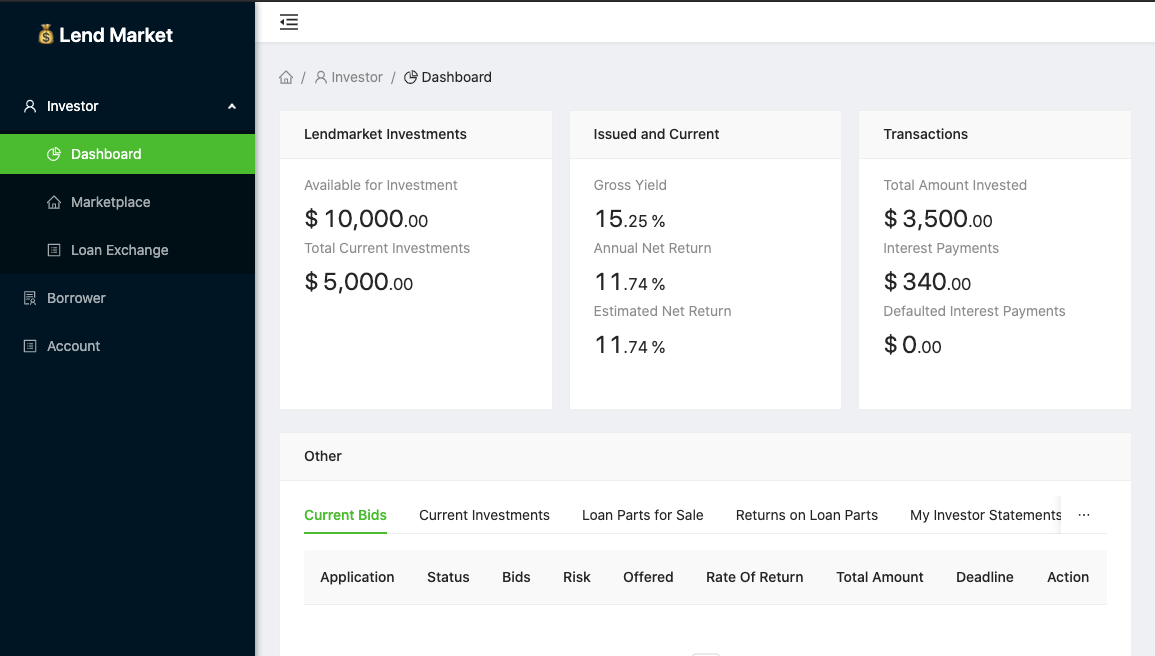 💰 Lend Market
Investor
Dashboard
Marketplace
Loan Exchange
Borrower
Account
/ Investor / Dashboard
Lendmarket Investments
Available for Investment
$ 10,000.00
Total Current Investments
$ 5,000.00
Issued and Current
Gross Yield
15.25 %
Annual Net Return
11.74 %
Estimated Net Return
11.74 %
Transactions
Total Amount Invested
$ 3,500.00
Interest Payments
$ 340.00
Defaulted Interest Payments
$ 0.00
Other
Current Bids Current Investments Loan Parts for Sale Returns on Loan Parts My Investor Statements ···
Application Status Bids Risk Offered Rate Of Return Total Amount Deadline Action